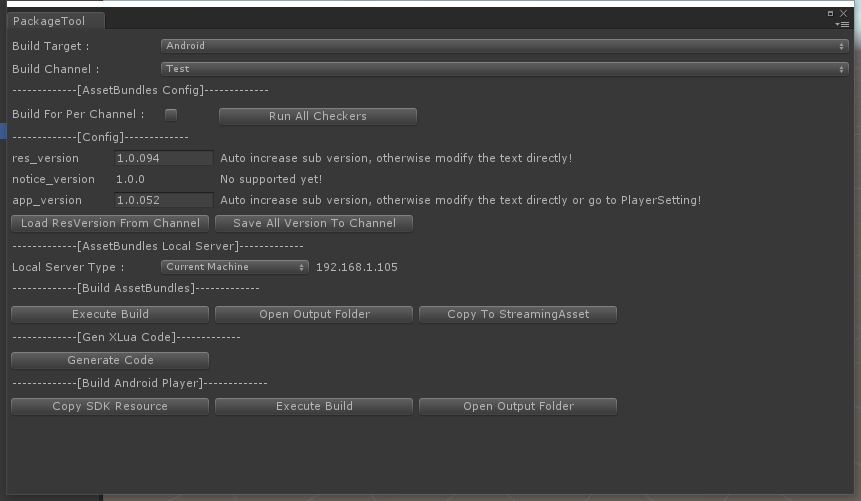 PackageTool
Build Target : Android
Build Channel : Test
-------------[AssetBundles Config]-------------
Build For Per Channel : Run All Checkers
-------------[Config]-------------
res_version 1.0.094 Auto increase sub version, otherwise modify the text directly!
notice_version 1.0.0 No supported yet!
app_version 1.0.052 Auto increase sub version, otherwise modify the text directly or go to PlayerSetting!
Load ResVersion From Channel Save All Version To Channel
-------------[AssetBundles Local Server]-------------
Local Server Type : Current Machine 192.168.1.105
-------------[Build AssetBundles]-------------
Execute Build Open Output Folder Copy To StreamingAsset
-------------[Gen XLua Code]-------------
Generate Code
-------------[Build Android Player]-------------
Copy SDK Resource Execute Build Open Output Folder